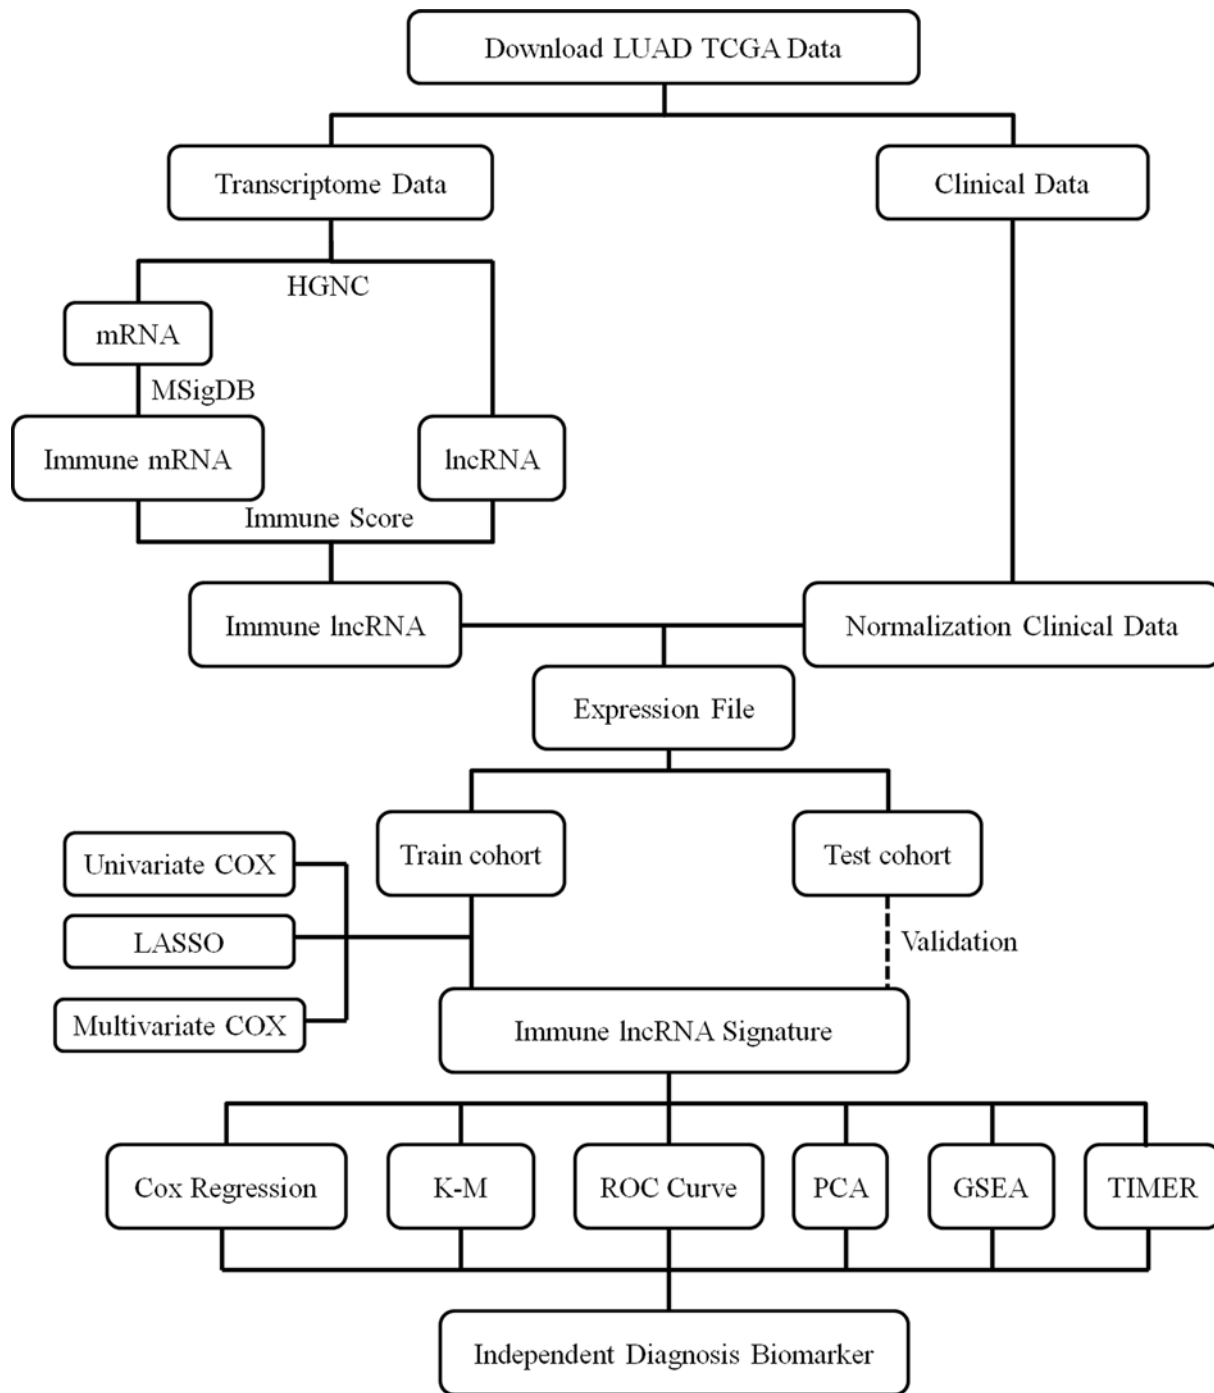 Download LUAD TCGA Data
Transcriptome Data
Clinical Data
HGNC
mRNA
MSigDB
Immune mRNA
lncRNA
Immune Score
Immune lncRNA
Normalization Clinical Data
Expression File
Train cohort
Test cohort
Univariate COX
LASSO
Validation
Multivariate COX
Immune lncRNA Signature
Cox Regression
K-M
ROC Curve
PCA
GSEA
TIMER
Independent Diagnosis Biomarker